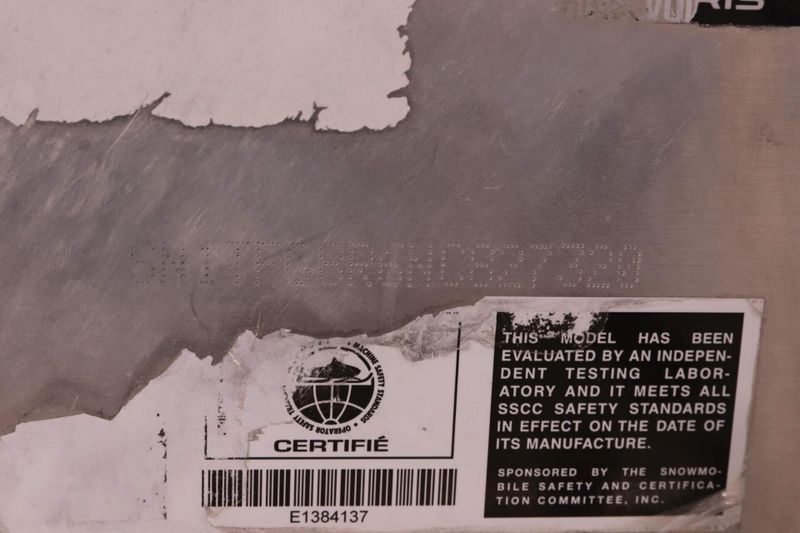 RIS
THIS MODEL HAS BEEN
EVALUATED BY AN INDEPEN-
DENT TESTING LABOR-
ATORY AND IT MEETS ALL
SSCC SAFETY STANDARDS
IN EFFECT ON THE DATE OF
ITS MANUFACTURE.
SPONSORED BY THE SNOWMO-
BILE SAFETY AND CERTIFICA-
TION COMMITTEE, INC.
MACHINE SAFETY STANDARDS • OPERATOR SAFETY
CERTIFIÉ
E1384137